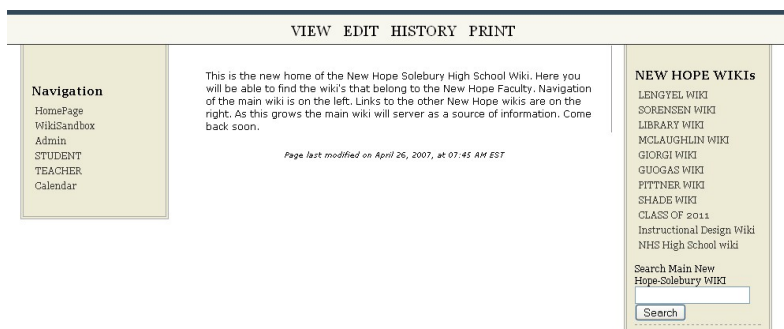 VIEW EDIT HISTORY PRINT
Navigation
HomePage
WikiSandbox
Admin
STUDENT
TEACHER
Calendar
This is the new home of the New Hope Solebury High School Wiki. Here you
will be able to find the wiki's that belong to the New Hope Faculty. Navigation
of the main wiki is on the left. Links to the other New Hope wikis are on the
right. As this grows the main wiki will server as a source of information. Come
back soon.
Page last modified on April 26, 2007, at 07:45 AM EST
NEW HOPE WIKIs
LENGYEL WIKI
SORENSEN WIKI
LIBRARY WIKI
MCLAUGHLIN WIKI
GIORGI WIKI
GUOGAS WIKI
PITTNER WIKI
SHADE WIKI
CLASS OF 2011
Instructional Design Wiki
NHS High School wiki
Search Main New
Hope-Solebury WIKI
Search